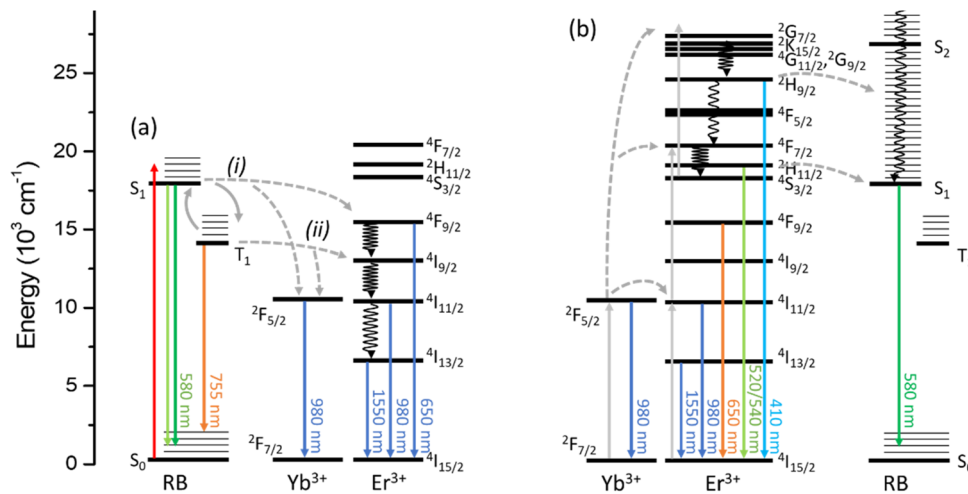 (a)
(b)
Energy (10³ cm⁻¹)
25
20
15
10
5
0
S₁
S₀
T₁
(i)
(ii)
580 nm
755 nm
RB
²F₅/₂
²F₇/₂
980 nm
Yb³⁺
⁴F₇/₂
²H₁₁/₂
⁴S₃/₂
⁴F₉/₂
⁴I₉/₂
⁴I₁₁/₂
⁴I₁₃/₂
⁴I₁₅/₂
1550 nm
980 nm
650 nm
Er³⁺
²F₅/₂
²F₇/₂
980 nm
Yb³⁺
²G₇/₂
²K₁₅/₂
⁴G₁₁/₂,²G₉/₂
²H₉/₂
⁴F₅/₂
⁴F₇/₂
²H₁₁/₂
⁴S₃/₂
⁴F₉/₂
⁴I₉/₂
⁴I₁₁/₂
⁴I₁₃/₂
⁴I₁₅/₂
1550 nm
980 nm
650 nm
520/540 nm
410 nm
Er³⁺
S₂
S₁
T
580 nm
S
RB